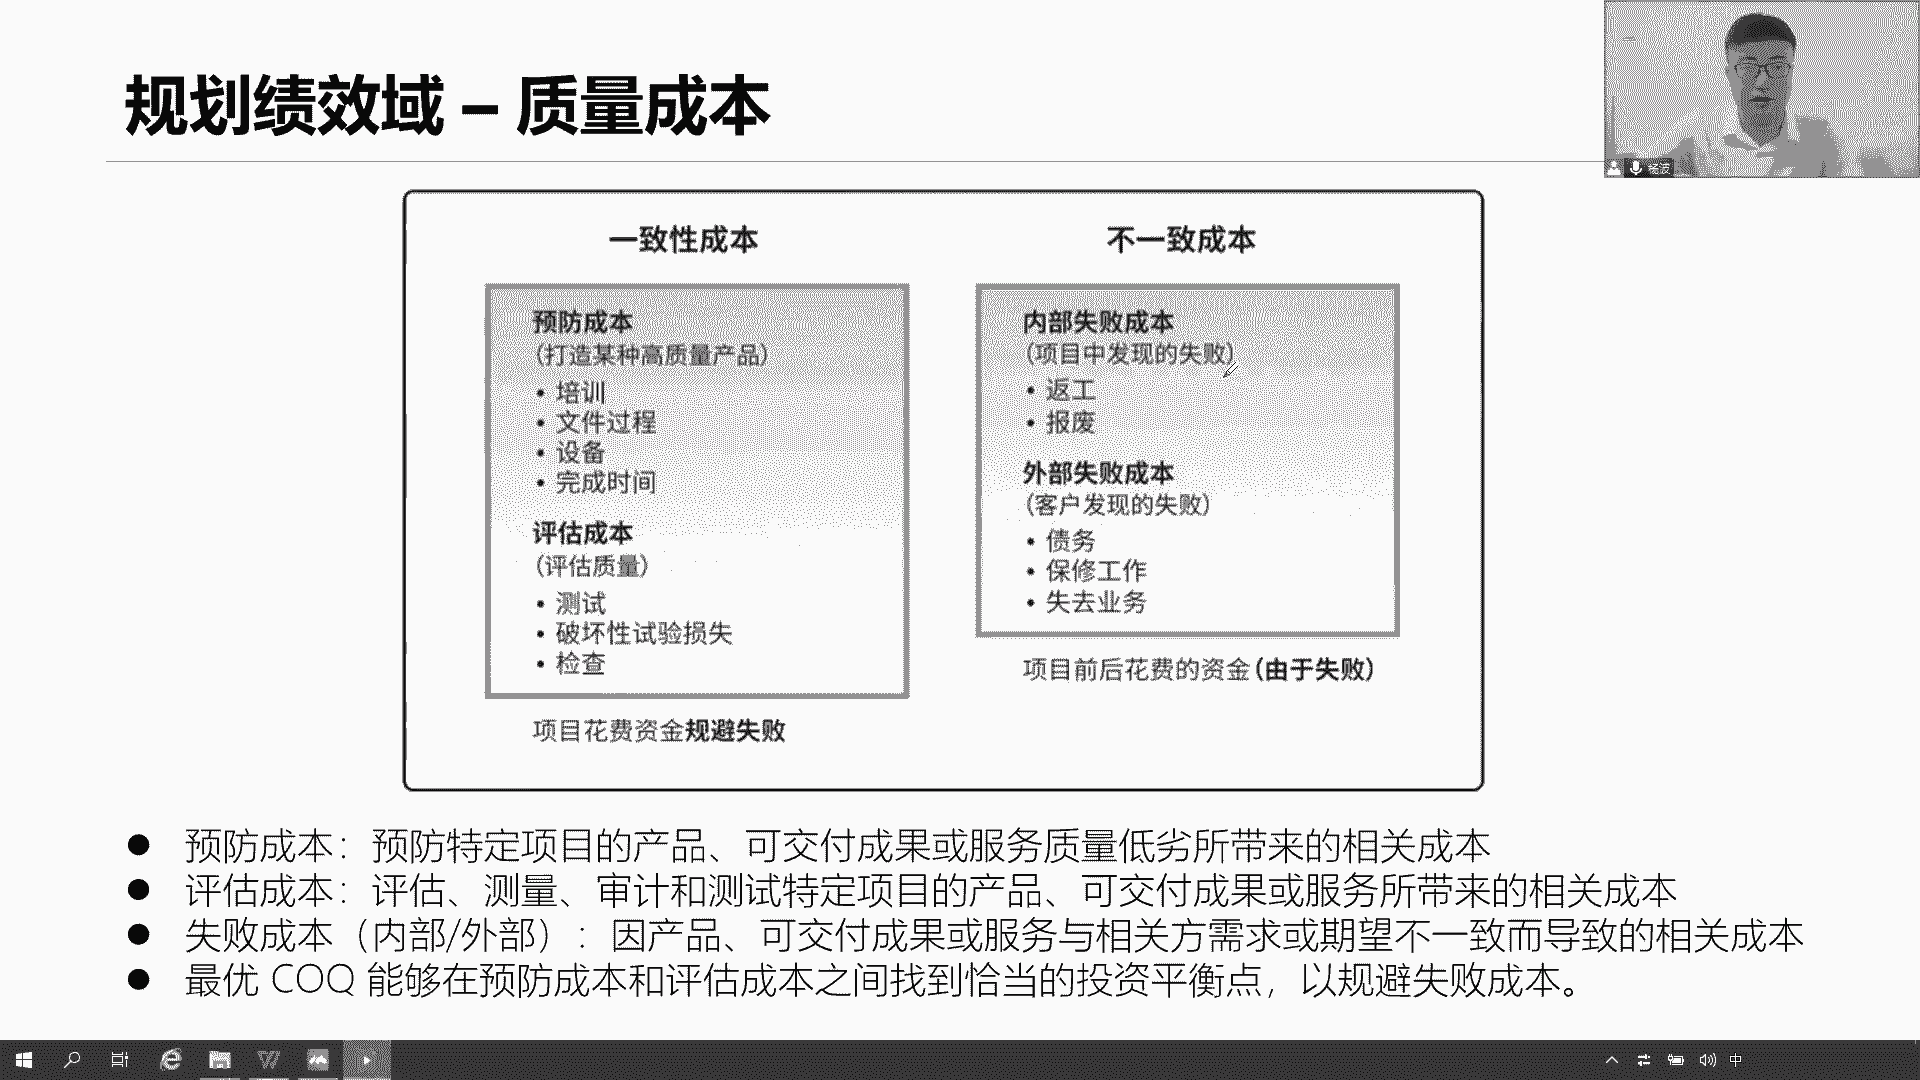 规划绩效域 – 质量成本
杨波
一致性成本
预防成本
(打造某种高质量产品)
• 培训
• 文件过程
• 设备
• 完成时间
评估成本
(评估质量)
• 测试
• 破坏性试验损失
• 检查
项目花费资金规避失败
不一致成本
内部失败成本
(项目中发现的失败)
• 返工
• 报废
外部失败成本
(客户发现的失败)
• 债务
• 保修工作
• 失去业务
项目前后花费的资金(由于失败)
● 预防成本：预防特定项目的产品、可交付成果或服务质量低劣所带来的相关成本
● 评估成本：评估、测量、审计和测试特定项目的产品、可交付成果或服务所带来的相关成本
● 失败成本（内部/外部）：因产品、可交付成果或服务与相关方需求或期望不一致而导致的相关成本
● 最优 COQ 能够在预防成本和评估成本之间找到恰当的投资平衡点，以规避失败成本。
中